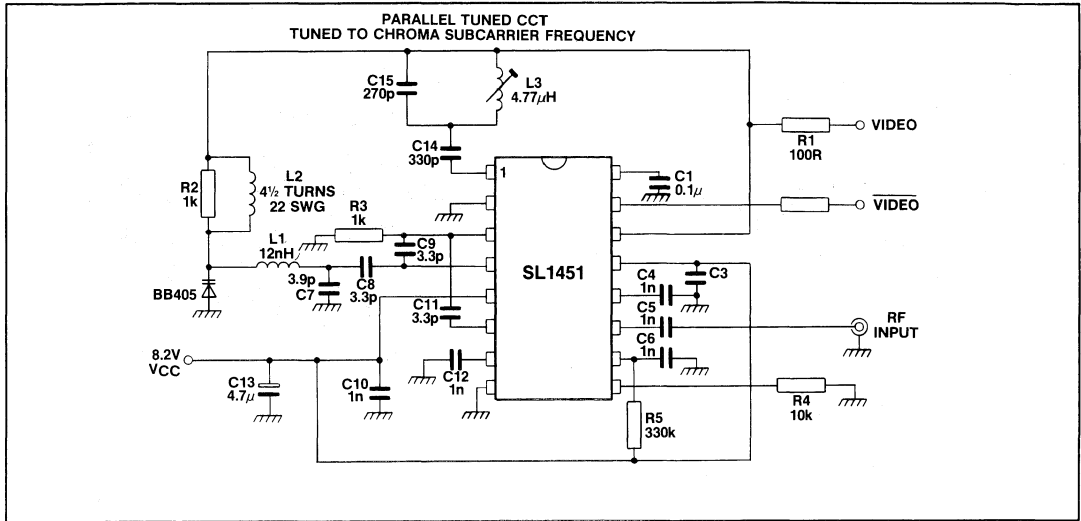 PARALLEL TUNED CCT
TUNED TO CHROMA SUBCARRIER FREQUENCY
C15
270p
L3
4.77μH
C14
330p
R1
100R
VIDEO
R2
1k
L2
4½ TURNS
22 SWG
1
C1
0.1μ
VIDEO
R3
1k
L1
12nH
C9
3.3p
SL1451
3.9p
C7
C8
3.3p
C4
1n
C3
BB405
C11
3.3p
C5
1n
RF
INPUT
C6
1n
8.2V
VCC
C13
4.7μ
C10
1n
C12
1n
R4
10k
R5
330k